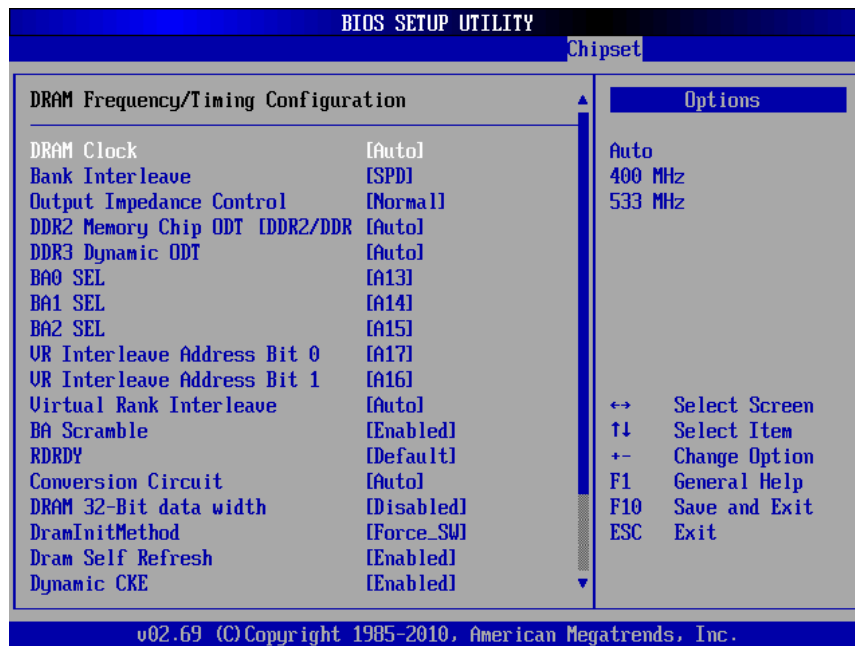 BIOS SETUP UTILITY
Chipset
DRAM Frequency/Timing Configuration
DRAM Clock [Auto]
Bank Interleave [SPD]
Output Impedance Control [Normal]
DDR2 Memory Chip ODT [DDR2/DDR [Auto]
DDR3 Dynamic ODT [Auto]
BA0 SEL [A13]
BA1 SEL [A14]
BA2 SEL [A15]
VR Interleave Address Bit 0 [A17]
VR Interleave Address Bit 1 [A16]
Virtual Rank Interleave [Auto]
BA Scramble [Enabled]
RDRDY [Default]
Conversion Circuit [Auto]
DRAM 32-Bit data width [Disabled]
DramInitMethod [Force_SW]
Dram Self Refresh [Enabled]
Dynamic CKE [Enabled]
Options
Auto
400 MHz
533 MHz
↔ Select Screen
↑↓ Select Item
+- Change Option
F1 General Help
F10 Save and Exit
ESC Exit
v02.69 (C)Copyright 1985-2010, American Megatrends, Inc.